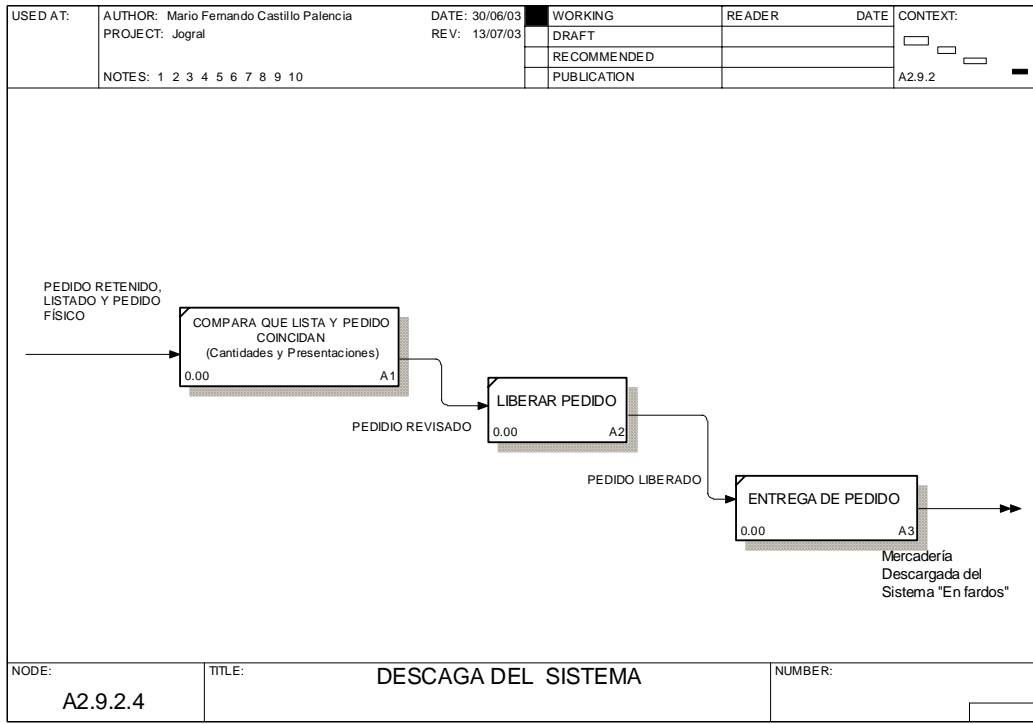 USED AT:
AUTHOR: Mario Fernando Castillo Palencia
DATE: 30/06/03
PROJECT: Jogral
REV: 13/07/03
NOTES: 1 2 3 4 5 6 7 8 9 10
WORKING
DRAFT
RECOMMENDED
PUBLICATION
READER
DATE
CONTEXT:
A2.9.2
PEDIDO RETENIDO,
LISTADO Y PEDIDO
FÍSICO
COMPARA QUE LISTA Y PEDIDO
COINCIDAN
(Cantidades y Presentaciones)
0.00
A1
PEDIDIO REVISADO
LIBERAR PEDIDO
0.00
A2
PEDIDO LIBERADO
ENTREGA DE PEDIDO
0.00
A3
Mercadería
Descargada del
Sistema "En fardos"
NODE:
A2.9.2.4
TITLE:
DESCAGA DEL SISTEMA
NUMBER: